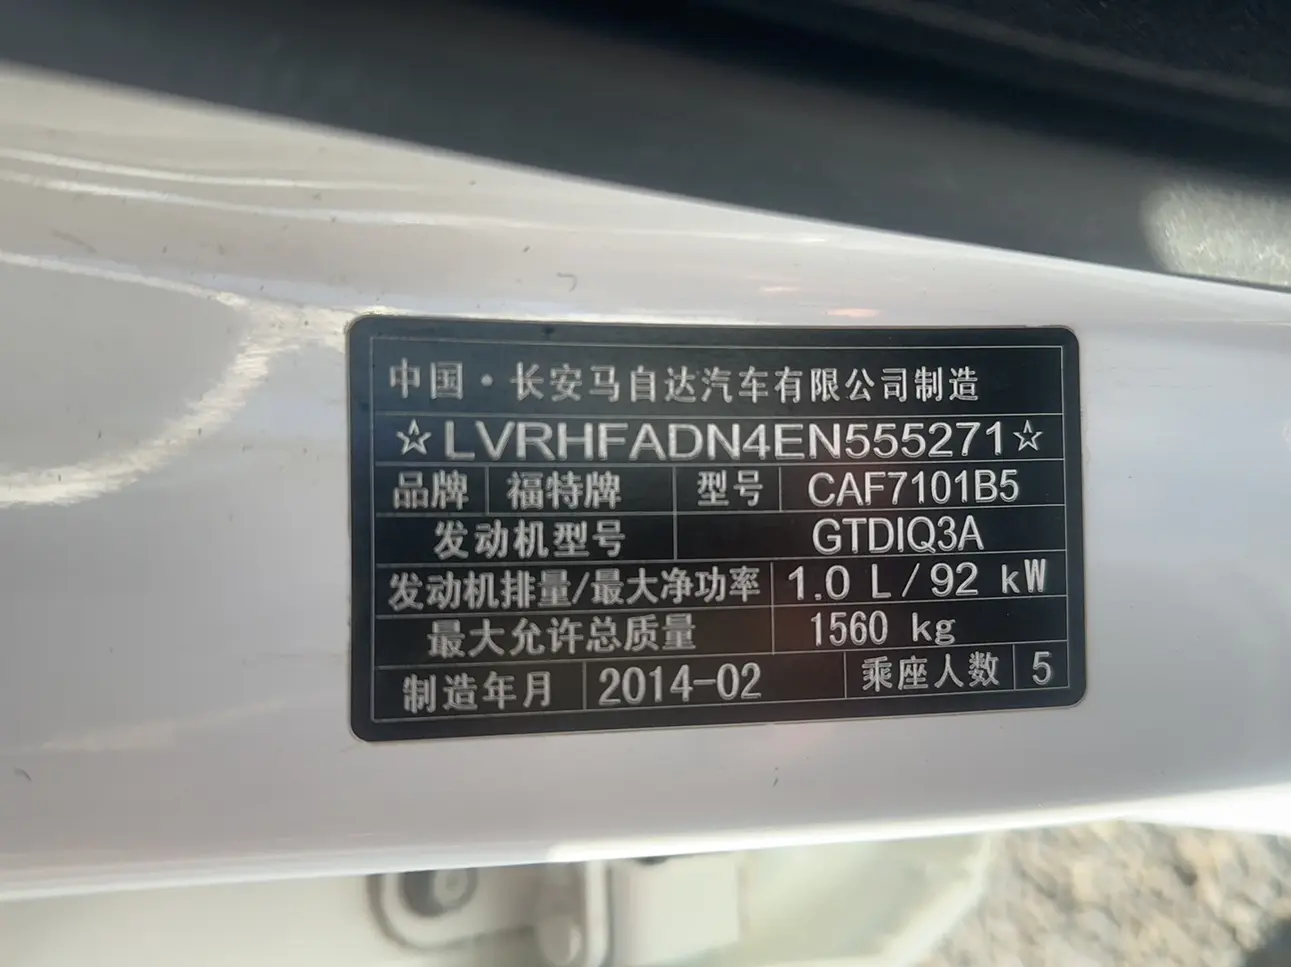 中国·长安马自达汽车有限公司制造
☆LVRHFADN4EN555271☆
品牌 福特牌 型号 CAF7101B5
发动机型号 GTDIQ3A
发动机排量/最大净功率 1.0 L/92 kW
最大允许总质量 1560 kg
制造年月 2014-02 乘座人数 5